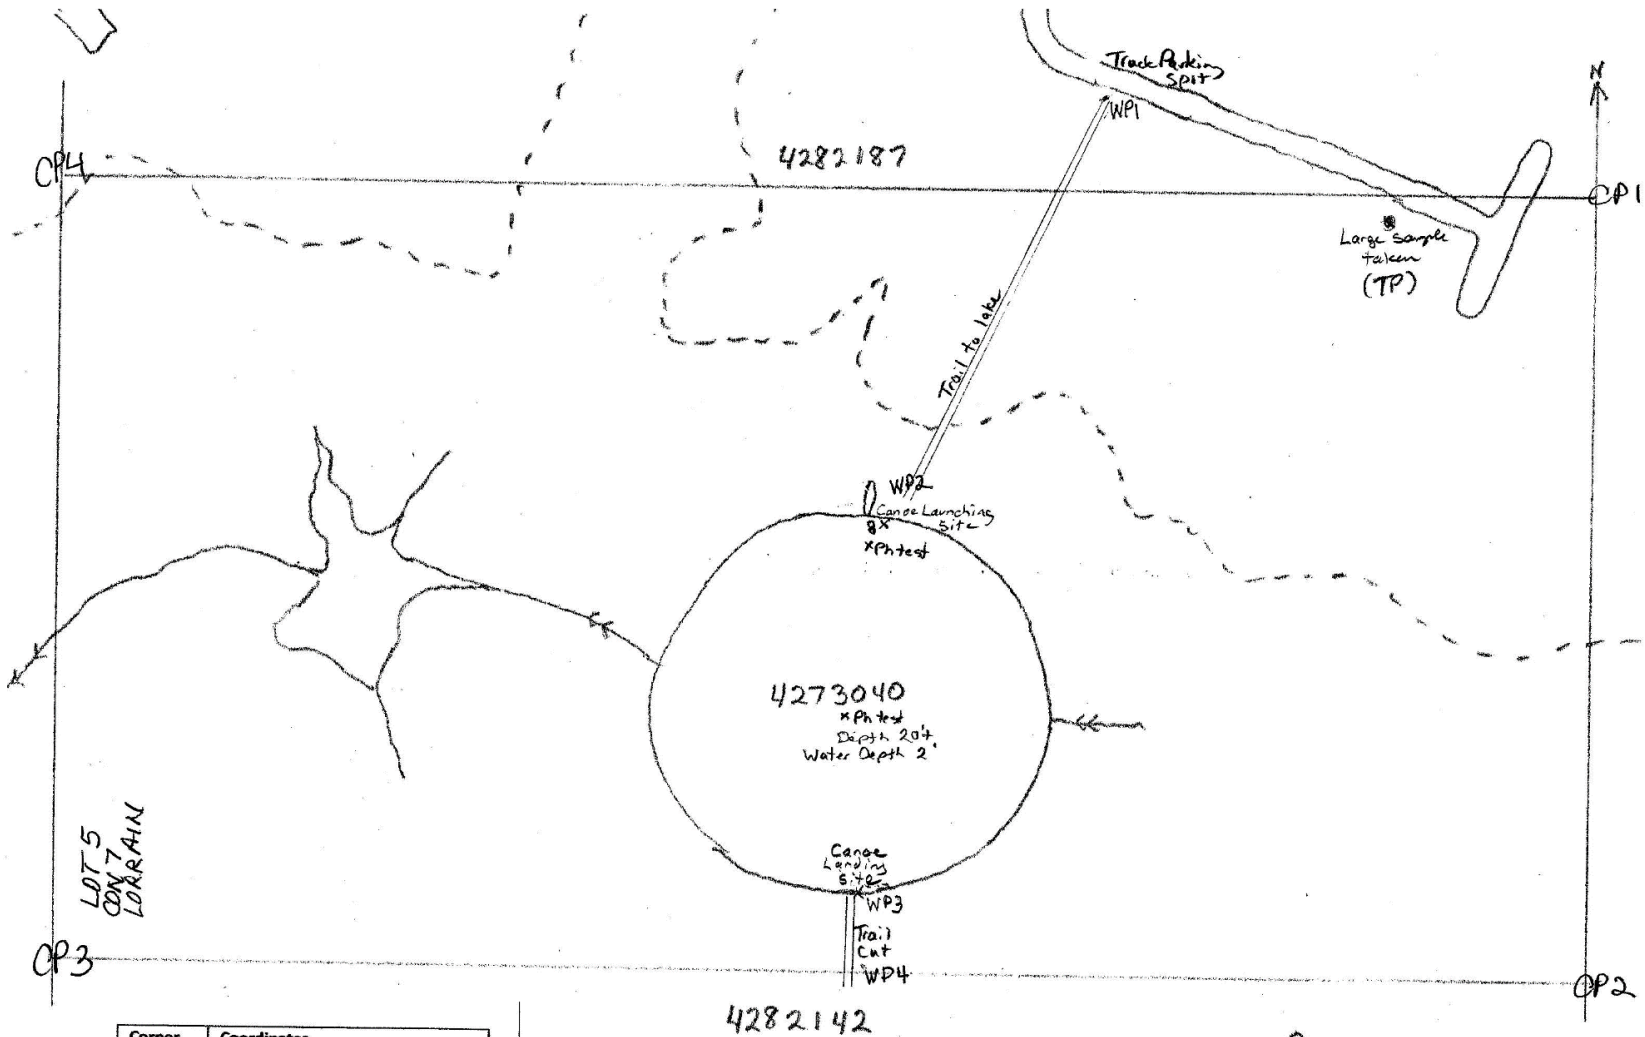 Truck Parking
Spot
N
WP1
4282187
CP4
CP1
Large sample
taken
(TP)
Trail to lake
WP2
Canoe Launching
Site
xPh test
4273040
xPh test
Depth 20'+
Water Depth 2'
LOT 5
CON 7
LORRAIN
Canoe
Landing
Site
WP3
Trail
Cut
WP4
CP3
CP2
4282142
Corner Coordinates